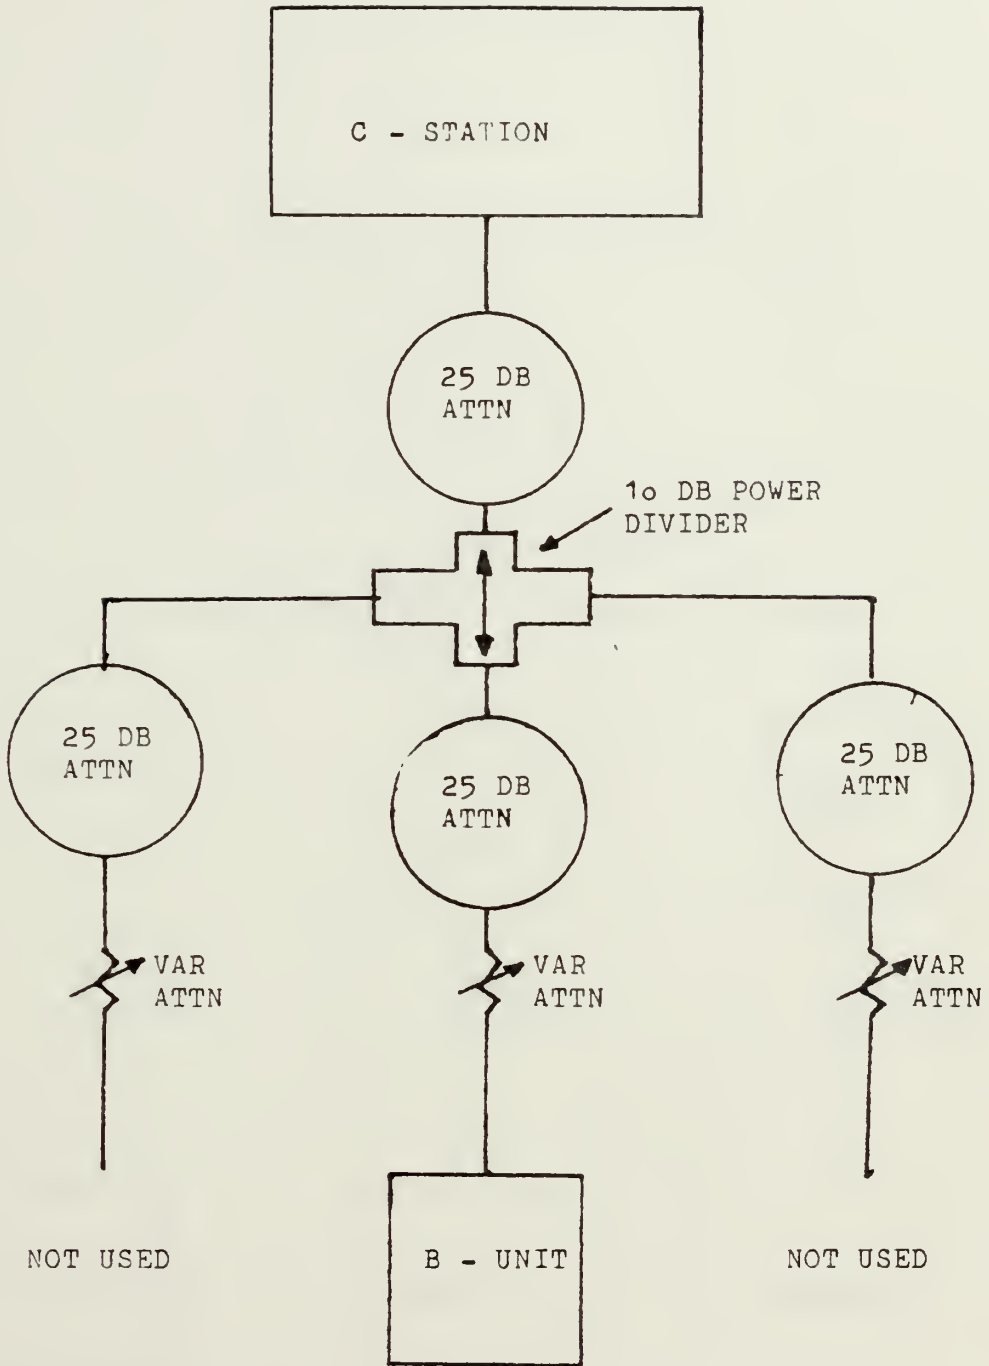 C - STATION
25 DB
ATTN
10 DB POWER
DIVIDER
25 DB
ATTN
25 DB
ATTN
25 DB
ATTN
VAR
ATTN
VAR
ATTN
VAR
ATTN
NOT USED
B - UNIT
NOT USED